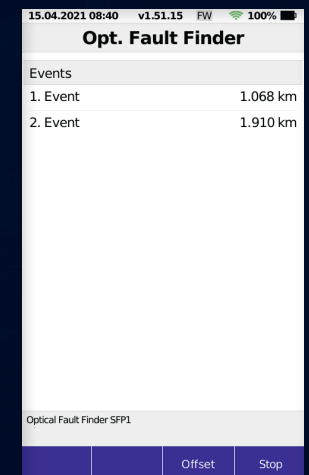 15.04.2021 08:40 v1.51.15 FW 100%
Opt. Fault Finder
Events
1. Event 1.068 km
2. Event 1.910 km
Optical Fault Finder SFP1
Offset Stop